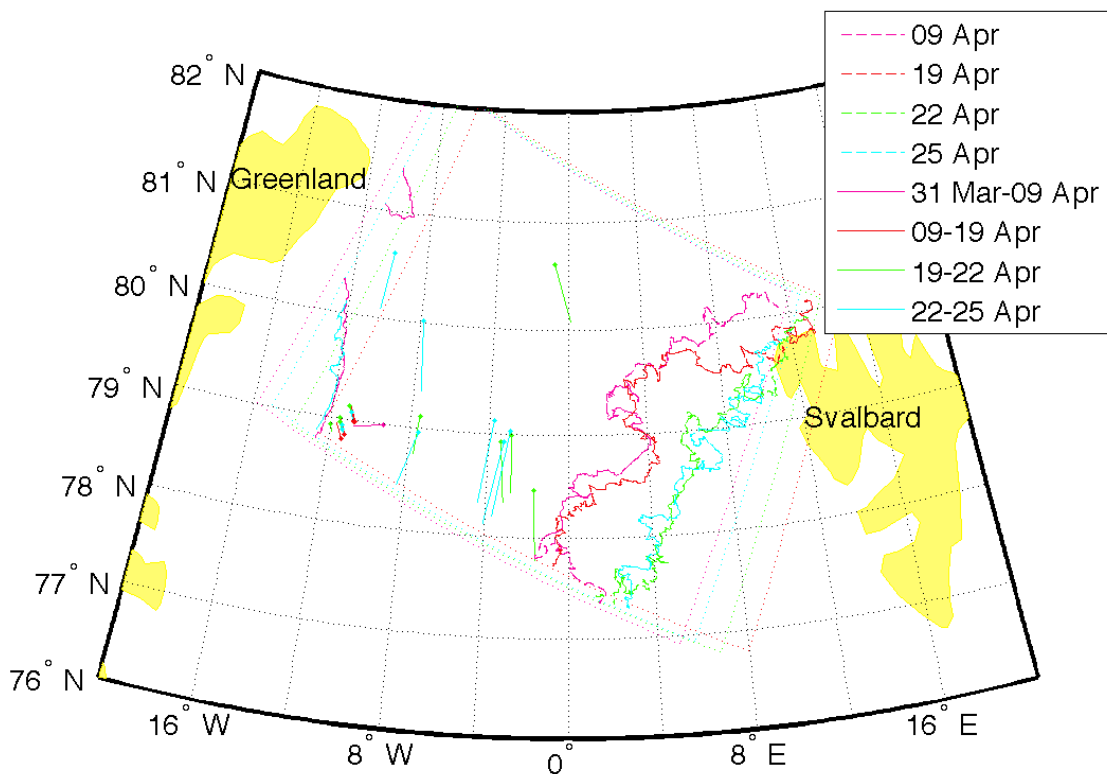 09 Apr
19 Apr
22 Apr
25 Apr
31 Mar-09 Apr
09-19 Apr
19-22 Apr
22-25 Apr
82° N
81° N
Greenland
80° N
79° N
Svalbard
78° N
77° N
76° N
16° W
8° W
0°
8° E
16° E